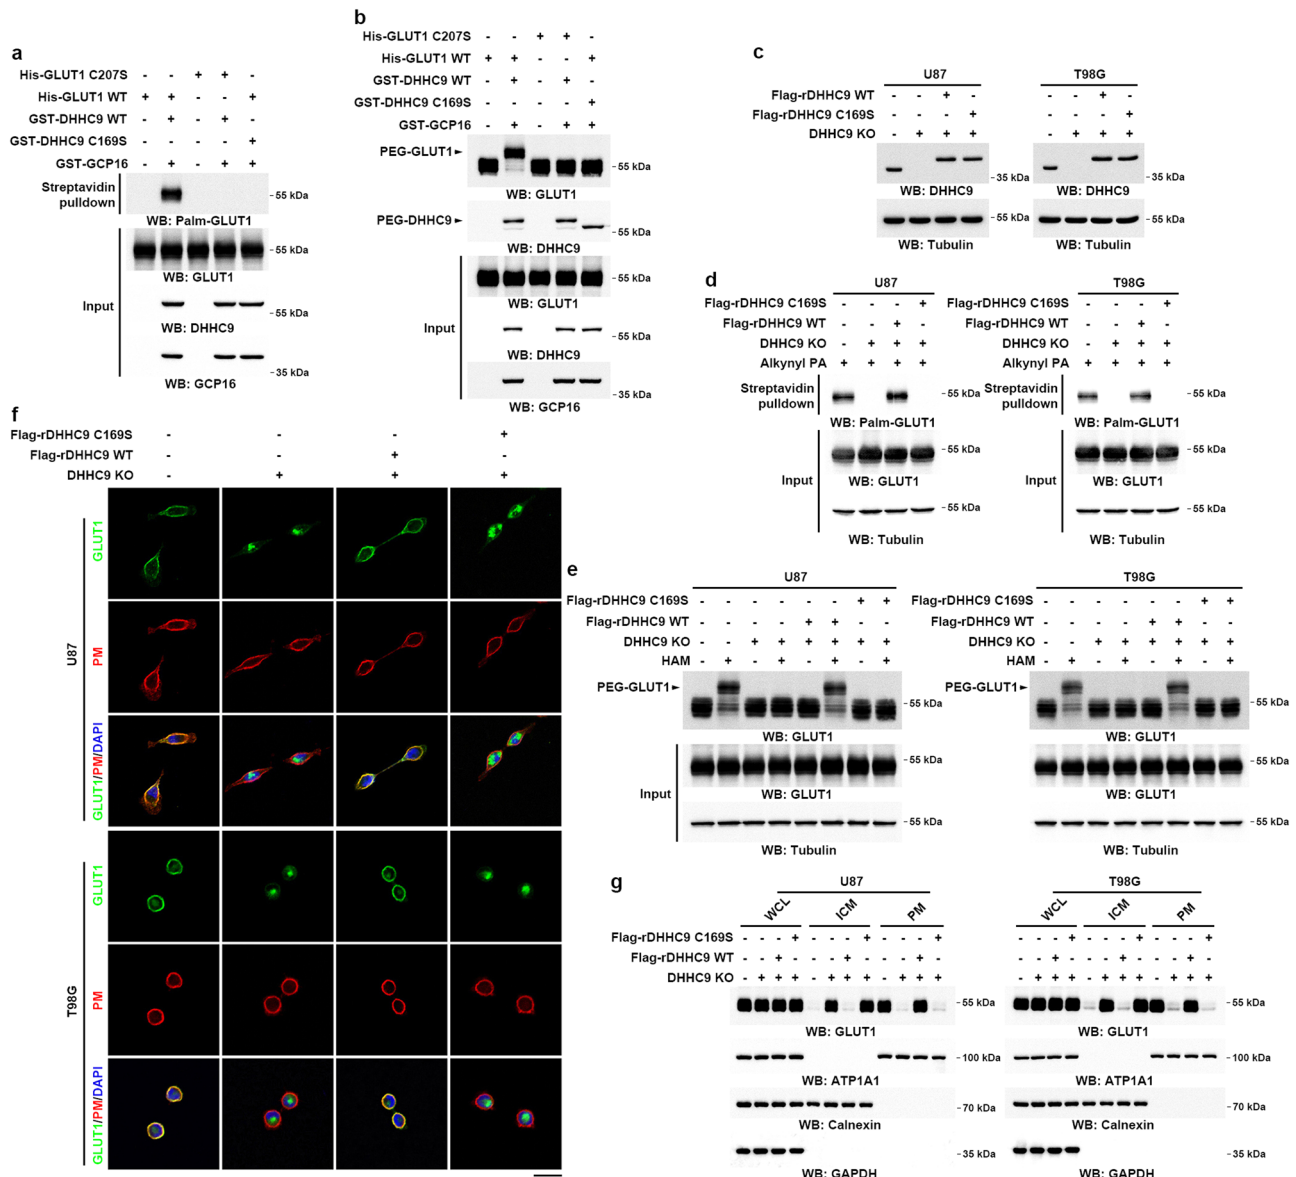 a
His-GLUT1 C207S - - + + -
His-GLUT1 WT + + - - +
GST-DHHC9 WT - + - + -
GST-DHHC9 C169S - - - - +
GST-GCP16 - + - + +
Streptavidin
pulldown
- 55 kDa
WB: Palm-GLUT1
Input
- 55 kDa
WB: GLUT1
- 55 kDa
WB: DHHC9
- 35 kDa
WB: GCP16
b
His-GLUT1 C207S - - + + -
His-GLUT1 WT + + - - +
GST-DHHC9 WT - + - + -
GST-DHHC9 C169S - - - - +
GST-GCP16 - + - + +
PEG-GLUT1►
- 55 kDa
WB: GLUT1
PEG-DHHC9►
- 55 kDa
WB: DHHC9
Input
- 55 kDa
WB: GLUT1
- 55 kDa
WB: DHHC9
- 35 kDa
WB: GCP16
c
U87
T98G
Flag-rDHHC9 WT - - + - - - + -
Flag-rDHHC9 C169S - - - + - - - +
DHHC9 KO - + + + - + + +
- 35 kDa
- 35 kDa
WB: DHHC9
WB: DHHC9
- 55 kDa
- 55 kDa
WB: Tubulin
WB: Tubulin
d
U87
Flag-rDHHC9 C169S - - - +
Flag-rDHHC9 WT - - + -
DHHC9 KO - + + +
Alkynyl PA + + + +
Streptavidin
pulldown
- 55 kDa
WB: Palm-GLUT1
Input
- 55 kDa
WB: GLUT1
- 55 kDa
WB: Tubulin
T98G
Flag-rDHHC9 C169S - - - +
Flag-rDHHC9 WT - - + -
DHHC9 KO - + + +
Alkynyl PA + + + +
Streptavidin
pulldown
- 55 kDa
WB: Palm-GLUT1
Input
- 55 kDa
WB: GLUT1
- 55 kDa
WB: Tubulin
e
U87
Flag-rDHHC9 C169S - - - - - - + +
Flag-rDHHC9 WT - - - - + + - -
DHHC9 KO - - + + + + + +
HAM - + - + - + - +
PEG-GLUT1►
- 55 kDa
WB: GLUT1
Input
- 55 kDa
WB: GLUT1
- 55 kDa
WB: Tubulin
T98G
Flag-rDHHC9 C169S - - - - - - + +
Flag-rDHHC9 WT - - - - + + - -
DHHC9 KO - - + + + + + +
HAM - + - + - + - +
PEG-GLUT1►
- 55 kDa
WB: GLUT1
- 55 kDa
WB: GLUT1
- 55 kDa
WB: Tubulin
f
Flag-rDHHC9 C169S - - - +
Flag-rDHHC9 WT - - + -
DHHC9 KO - + + +
U87
GLUT1
PM
GLUT1/PM/DAPI
T98G
GLUT1
PM
GLUT1/PM/DAPI
g
U87
WCL ICM PM
Flag-rDHHC9 C169S - - - + - - - + - - - +
Flag-rDHHC9 WT - - + - - - + - - - + -
DHHC9 KO - + + + - + + + - + + +
- 55 kDa
WB: GLUT1
- 100 kDa
WB: ATP1A1
- 70 kDa
WB: Calnexin
- 35 kDa
WB: GAPDH
T98G
WCL ICM PM
- - - + - - - + - - - +
- - + - - - + - - - + -
- + + + - + + + - + + +
- 55 kDa
WB: GLUT1
- 100 kDa
WB: ATP1A1
- 70 kDa
WB: Calnexin
- 35 kDa
WB: GAPDH